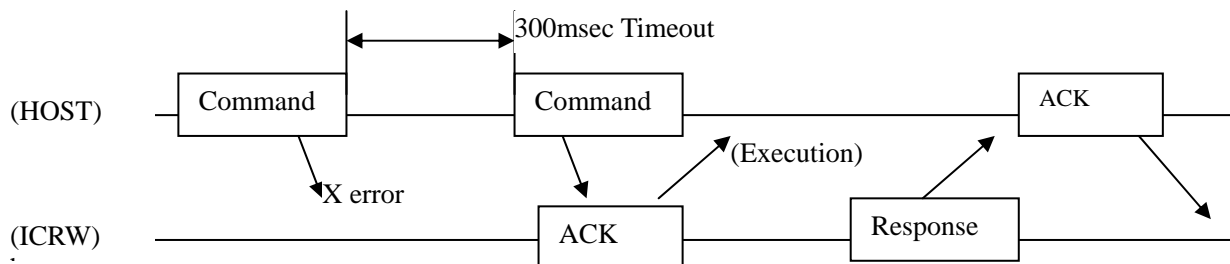 300msec Timeout
(HOST) Command Command ACK
(Execution)
X error
(ICRW) ACK Response